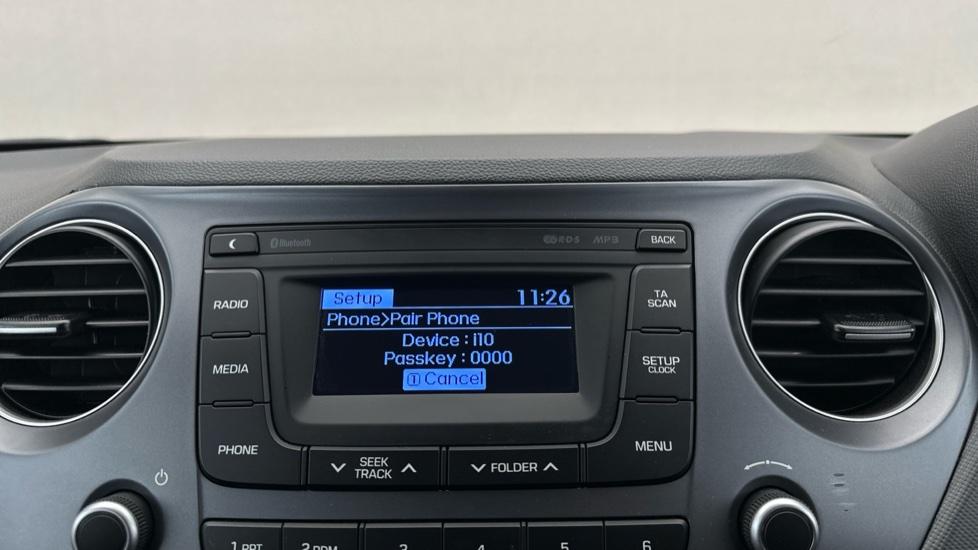 Bluetooth RDS MP3 BACK
RADIO
MEDIA
PHONE
Setup 11:26
Phone>Pair Phone
Device : i10
Passkey : 0000
1 Cancel
TA
SCAN
SETUP
CLOCK
MENU
SEEK
TRACK
FOLDER
1 RPT 2 RDM 3 4 5 6